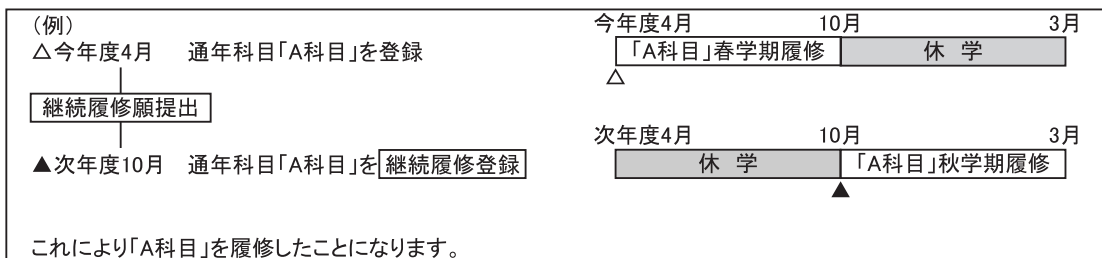 (例)
△今年度4月 通年科目「A科目」を登録
継続履修願提出
▲次年度10月 通年科目「A科目」を継続履修登録
今年度4月 10月 3月
「A科目」春学期履修 休 学
△
次年度4月 10月 3月
休 学 「A科目」秋学期履修
▲
これにより「A科目」を履修したことになります。